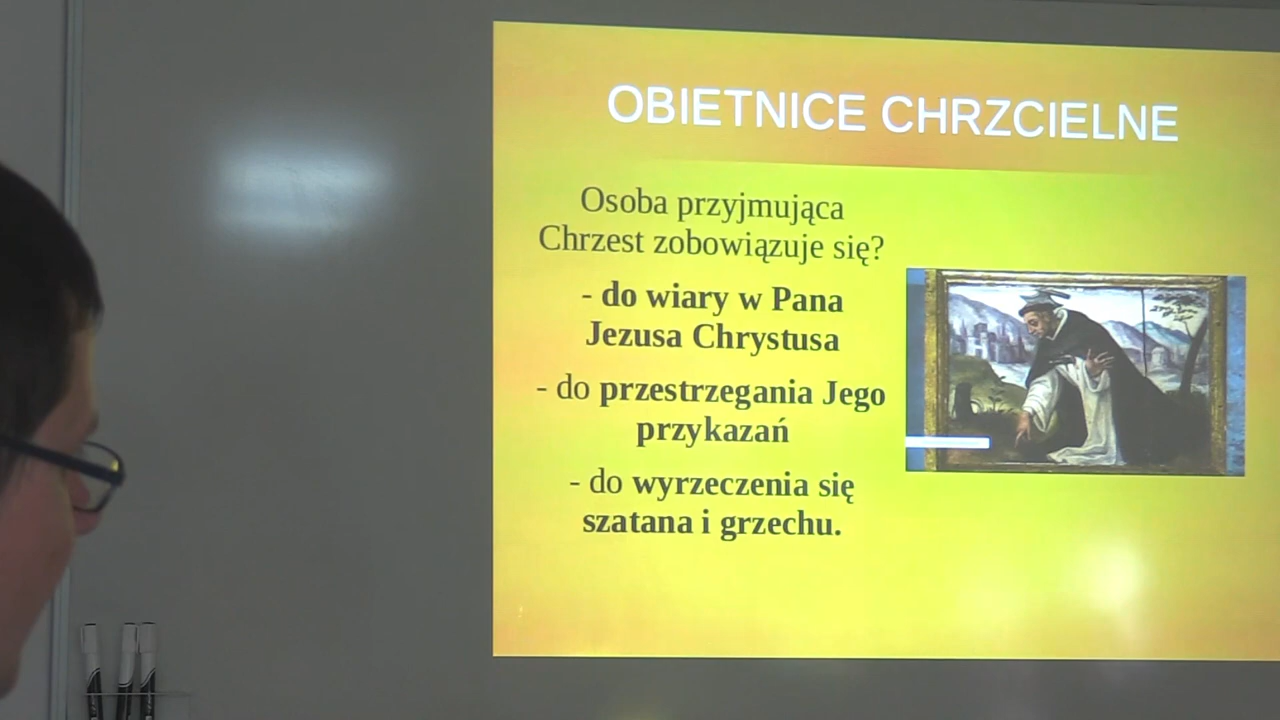 OBIETNICE CHRZCIELNE
Osoba przyjmująca
Chrzest zobowiązuje się?
- do wiary w Pana
Jezusa Chrystusa
- do przestrzegania Jego
przykazań
- do wyrzeczenia się
szatana i grzechu.